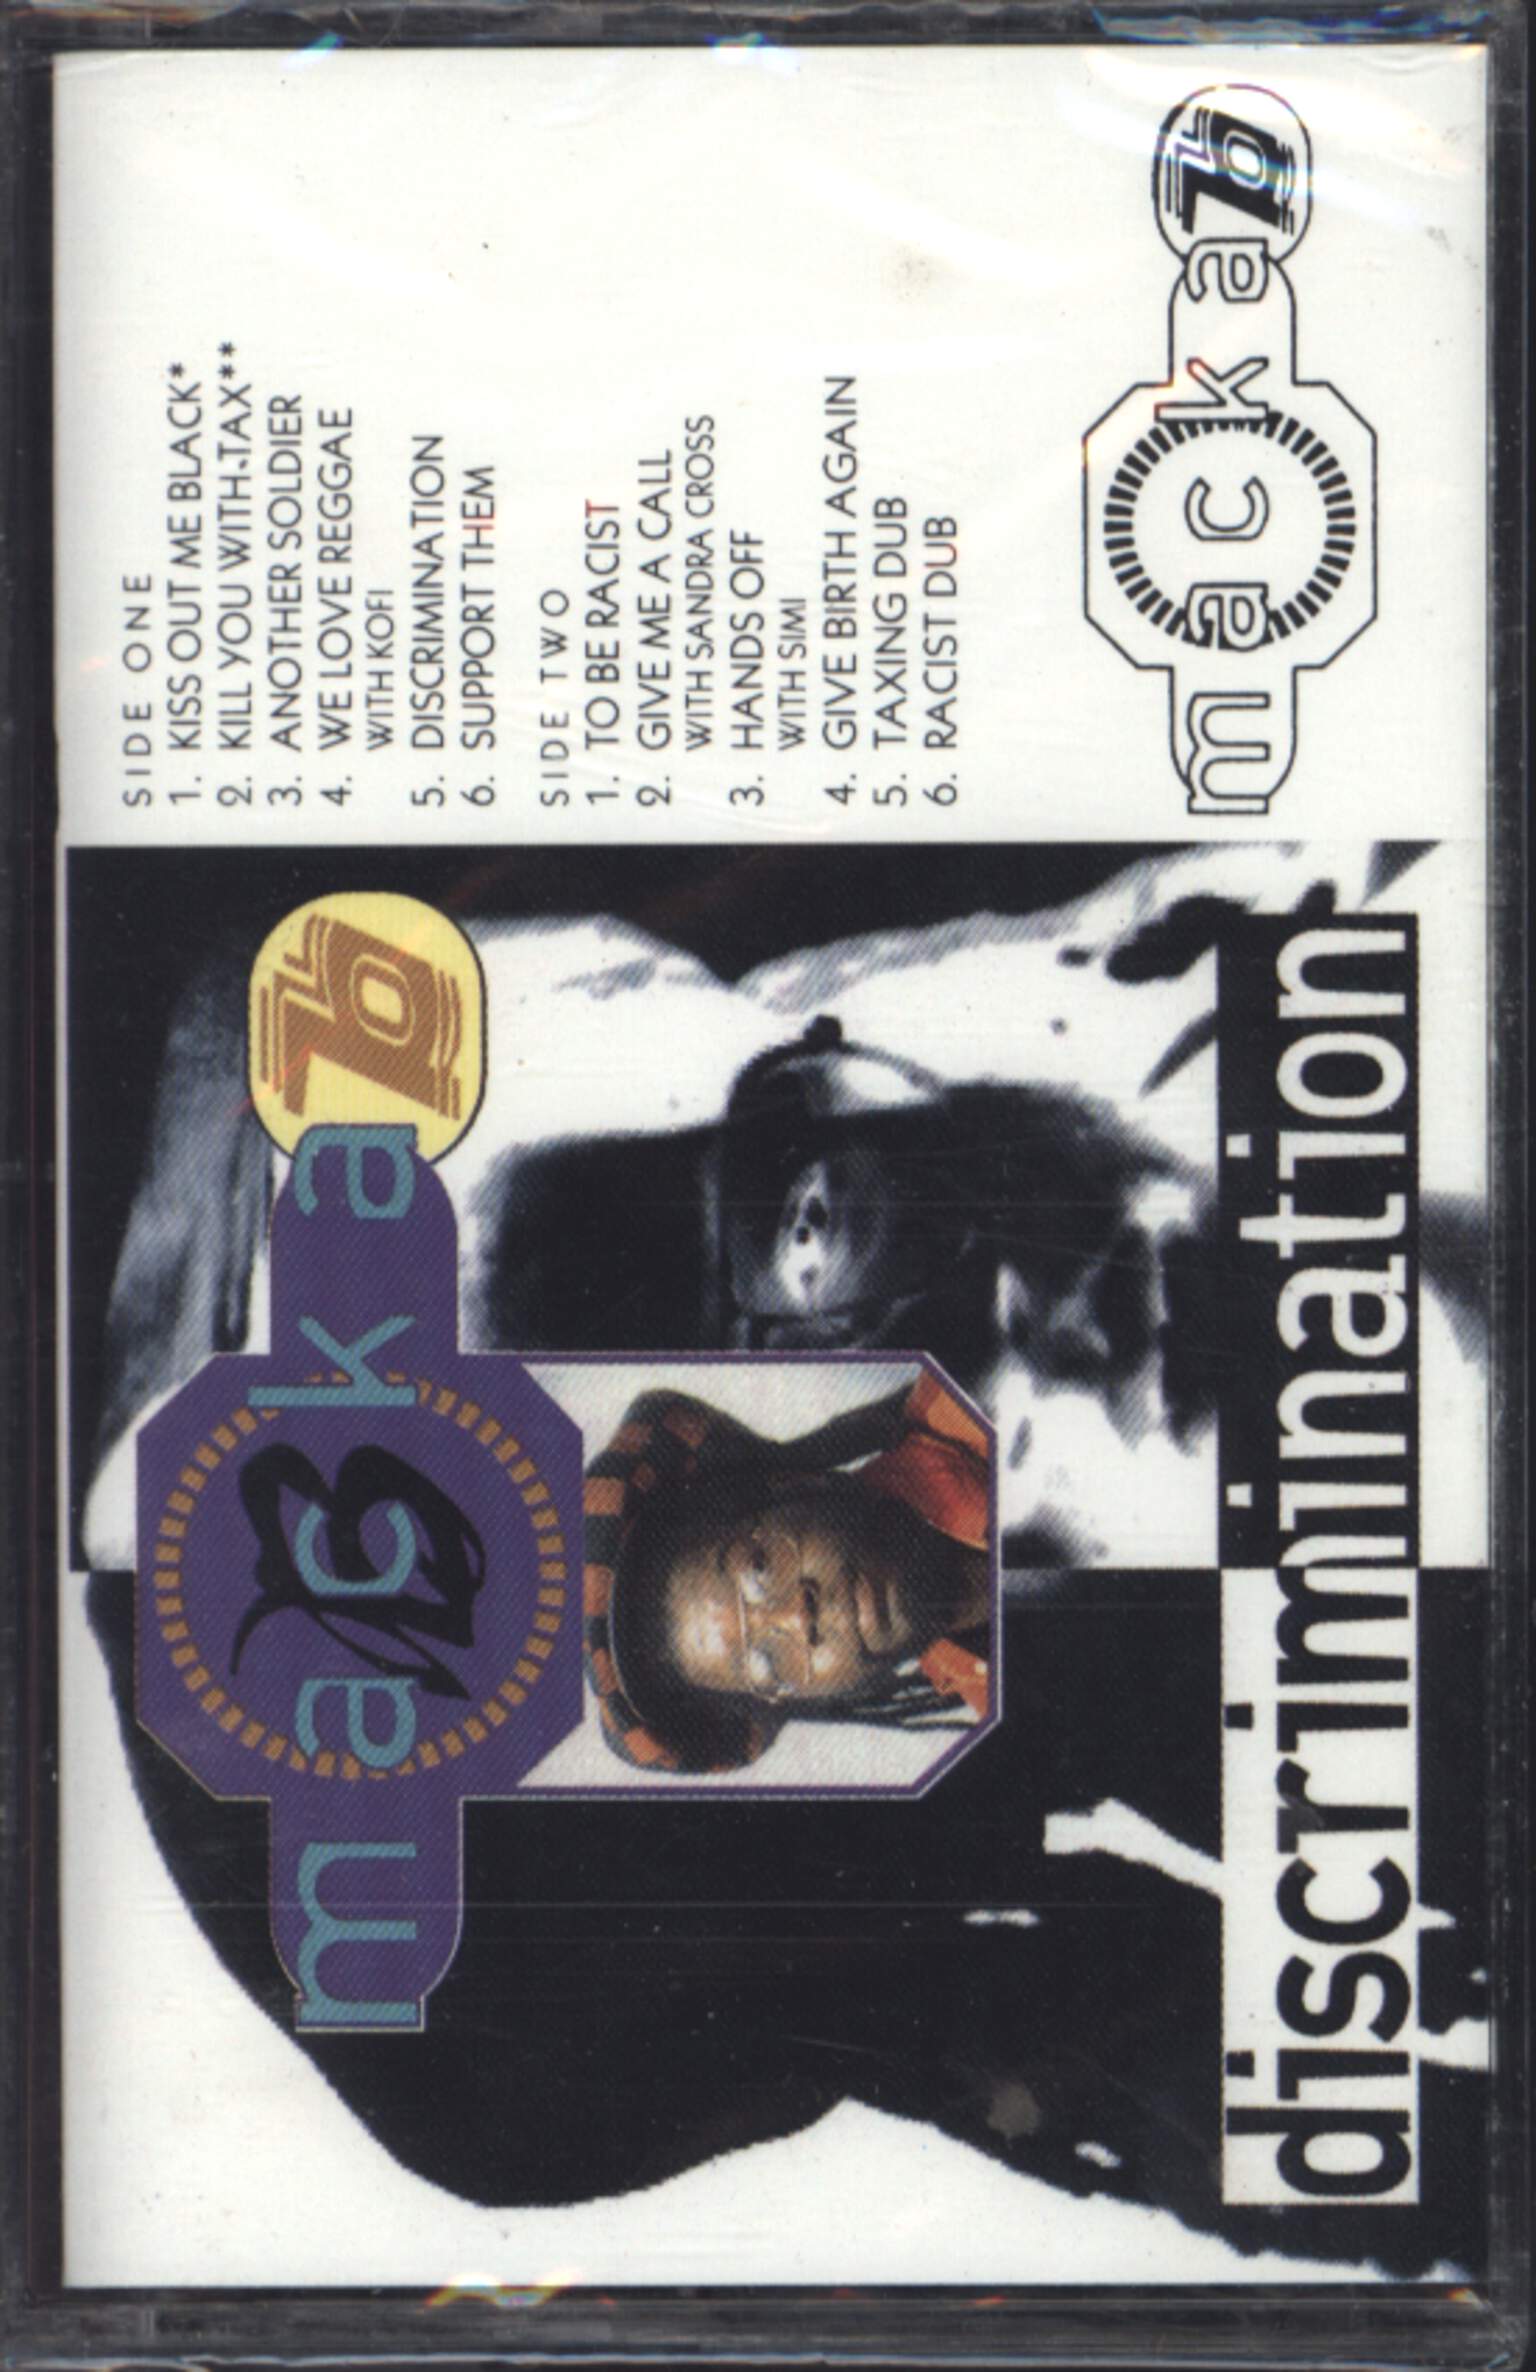 SIDE ONE
1. KISS OUT ME BLACK*
2. KILL YOU WITH TAX**
3. ANOTHER SOLDIER
4. WE LOVE REGGAE
WITH KOFI
5. DISCRIMINATION
6. SUPPORT THEM
SIDE TWO
1. TO BE RACIST
2. GIVE ME A CALL
WITH SANDRA CROSS
3. HANDS OFF
WITH SIMI
4. GIVE BIRTH AGAIN
5. TAXING DUB
6. RACIST DUB
macka b
macka b
B
discrimination